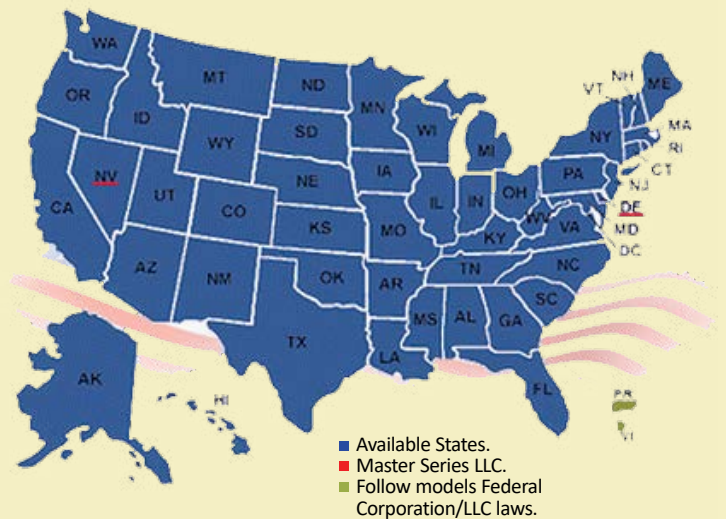 WA
MT
ND
MN
OR
ID
WY
SD
WI
MI
VT
NH
ME
NY
MA
RI
CT
NJ
PA
DE
MD
DC
NV
UT
CO
NE
IA
IL
IN
OH
WV
VA
CA
KS
MO
KY
AZ
NM
OK
AR
TN
NC
SC
TX
LA
MS
AL
GA
FL
AK
HI
PR
VI
Available States.
Master Series LLC.
Follow models Federal
Corporation/LLC laws.